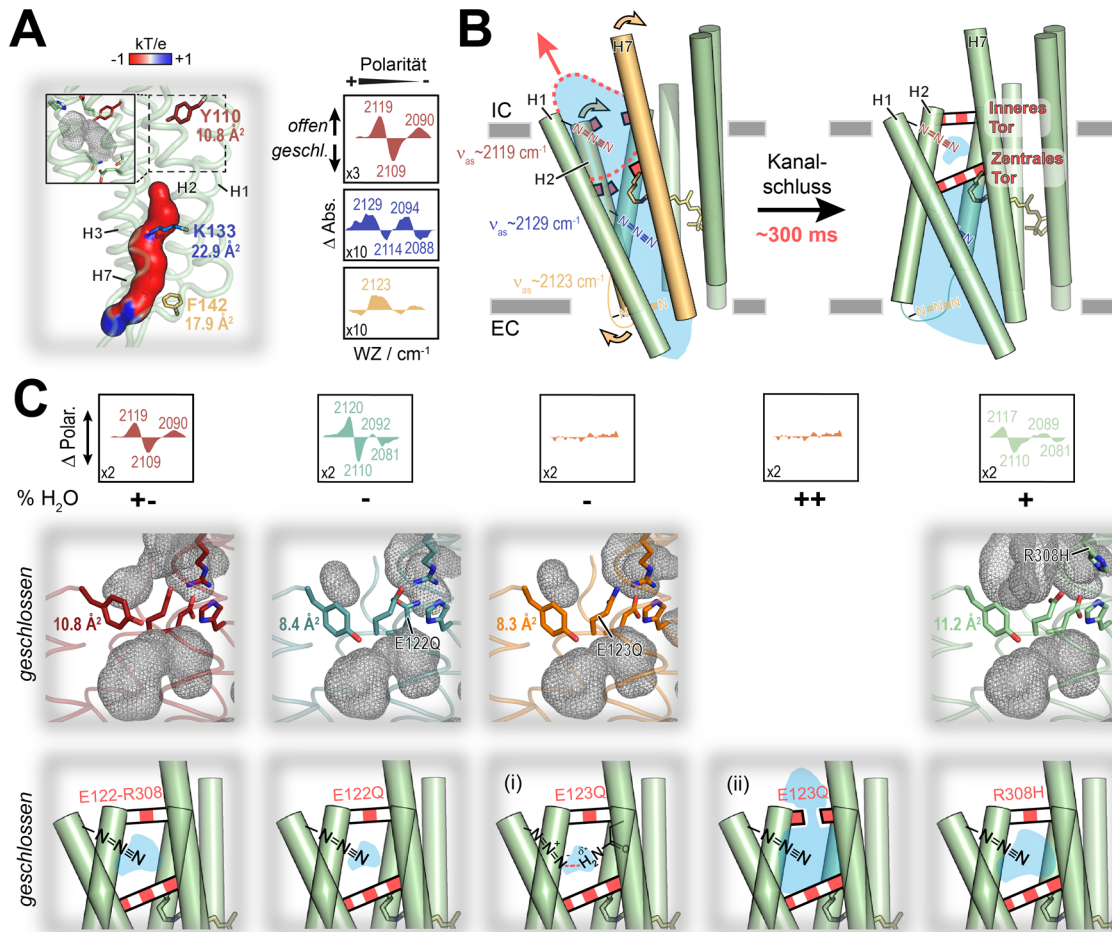 A
kT/e
-1
+1
Y110
10.8 Å²
H2
H1
K133
22.9 Å²
H3
H7
F142
17.9 Å²
Polarität
+
-
offen
geschl.
Δ Abs.
2119
2090
2109
x3
2129
2094
2114
2088
x10
2123
x10
WZ / cm⁻¹
B
H7
IC
H1
N=N≡N
νas~2119 cm⁻¹
H2
νas~2129 cm⁻¹
N=N≡N
νas~2123 cm⁻¹
N=N≡N
EC
Kanal-
schluss
~300 ms
H7
H2
H1
Inneres
Tor
N=N≡N
Zentrales
Tor
N=N≡N
N=N≡N
C
Δ Polar.
2119
2090
2109
x2
2120
2092
2081
2110
x2
x2
x2
2117
2089
2081
2110
x2
% H₂O
+-
-
-
++
+
geschlossen
10.8 Å²
8.4 Å²
E122Q
8.3 Å²
E123Q
R308H
11.2 Å²
geschlossen
E122-R308
N=N≡N
E122Q
N=N≡N
(i)
E123Q
N=N=N
+
-
δ⁺
H₂N
O
(ii)
E123Q
N=N≡N
R308H
N=N≡N